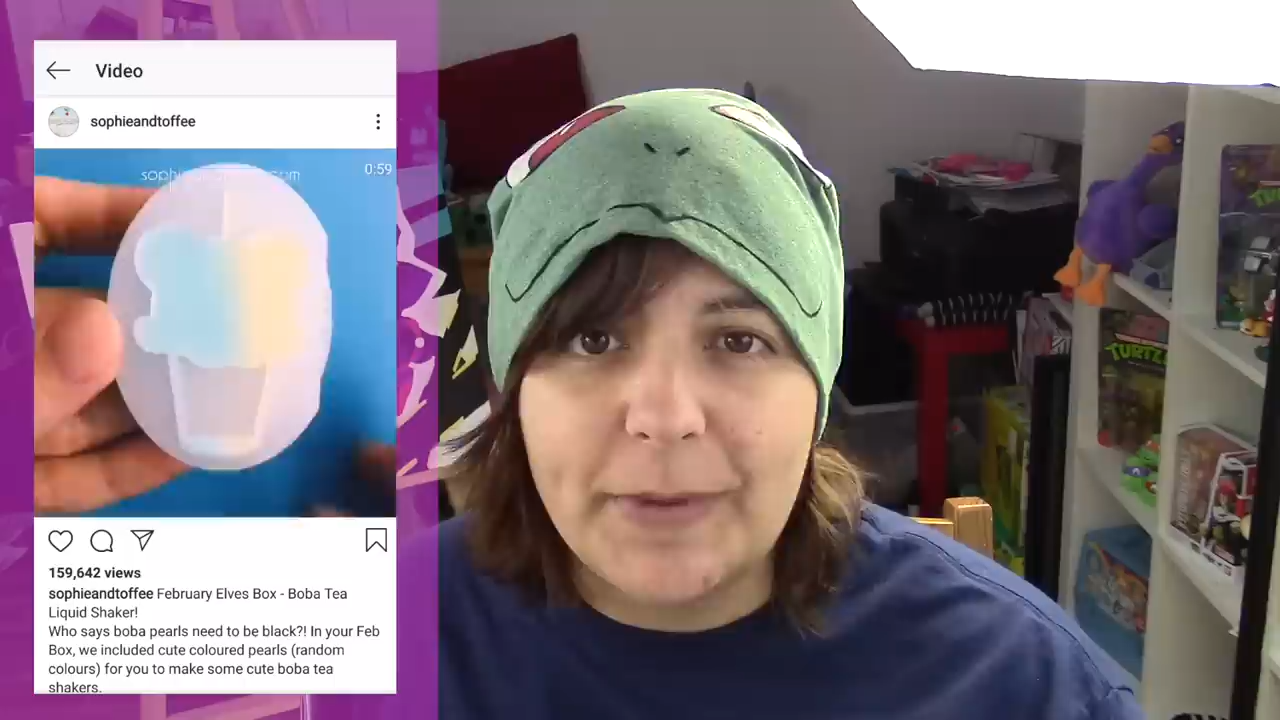 Video
sophieandtoffee
0:59
159,642 views
sophieandtoffee February Elves Box - Boba Tea
Liquid Shaker!
Who says boba pearls need to be black?! In your Feb
Box, we included cute coloured pearls (random
colours) for you to make some cute boba tea
shakers.
TURTL